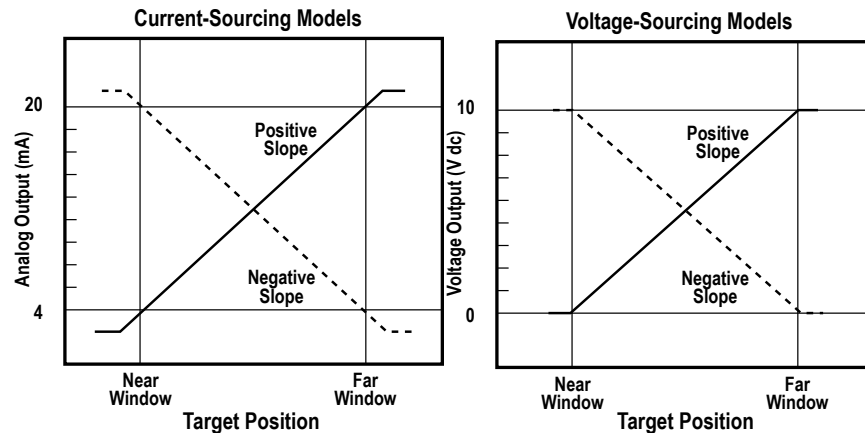 Current-Sourcing Models
Analog Output (mA)
20
4
Positive
Slope
Negative
Slope
Near
Window
Far
Window
Target Position
Voltage-Sourcing Models
Voltage Output (V dc)
10
0
Positive
Slope
Negative
Slope
Near
Window
Far
Window
Target Position